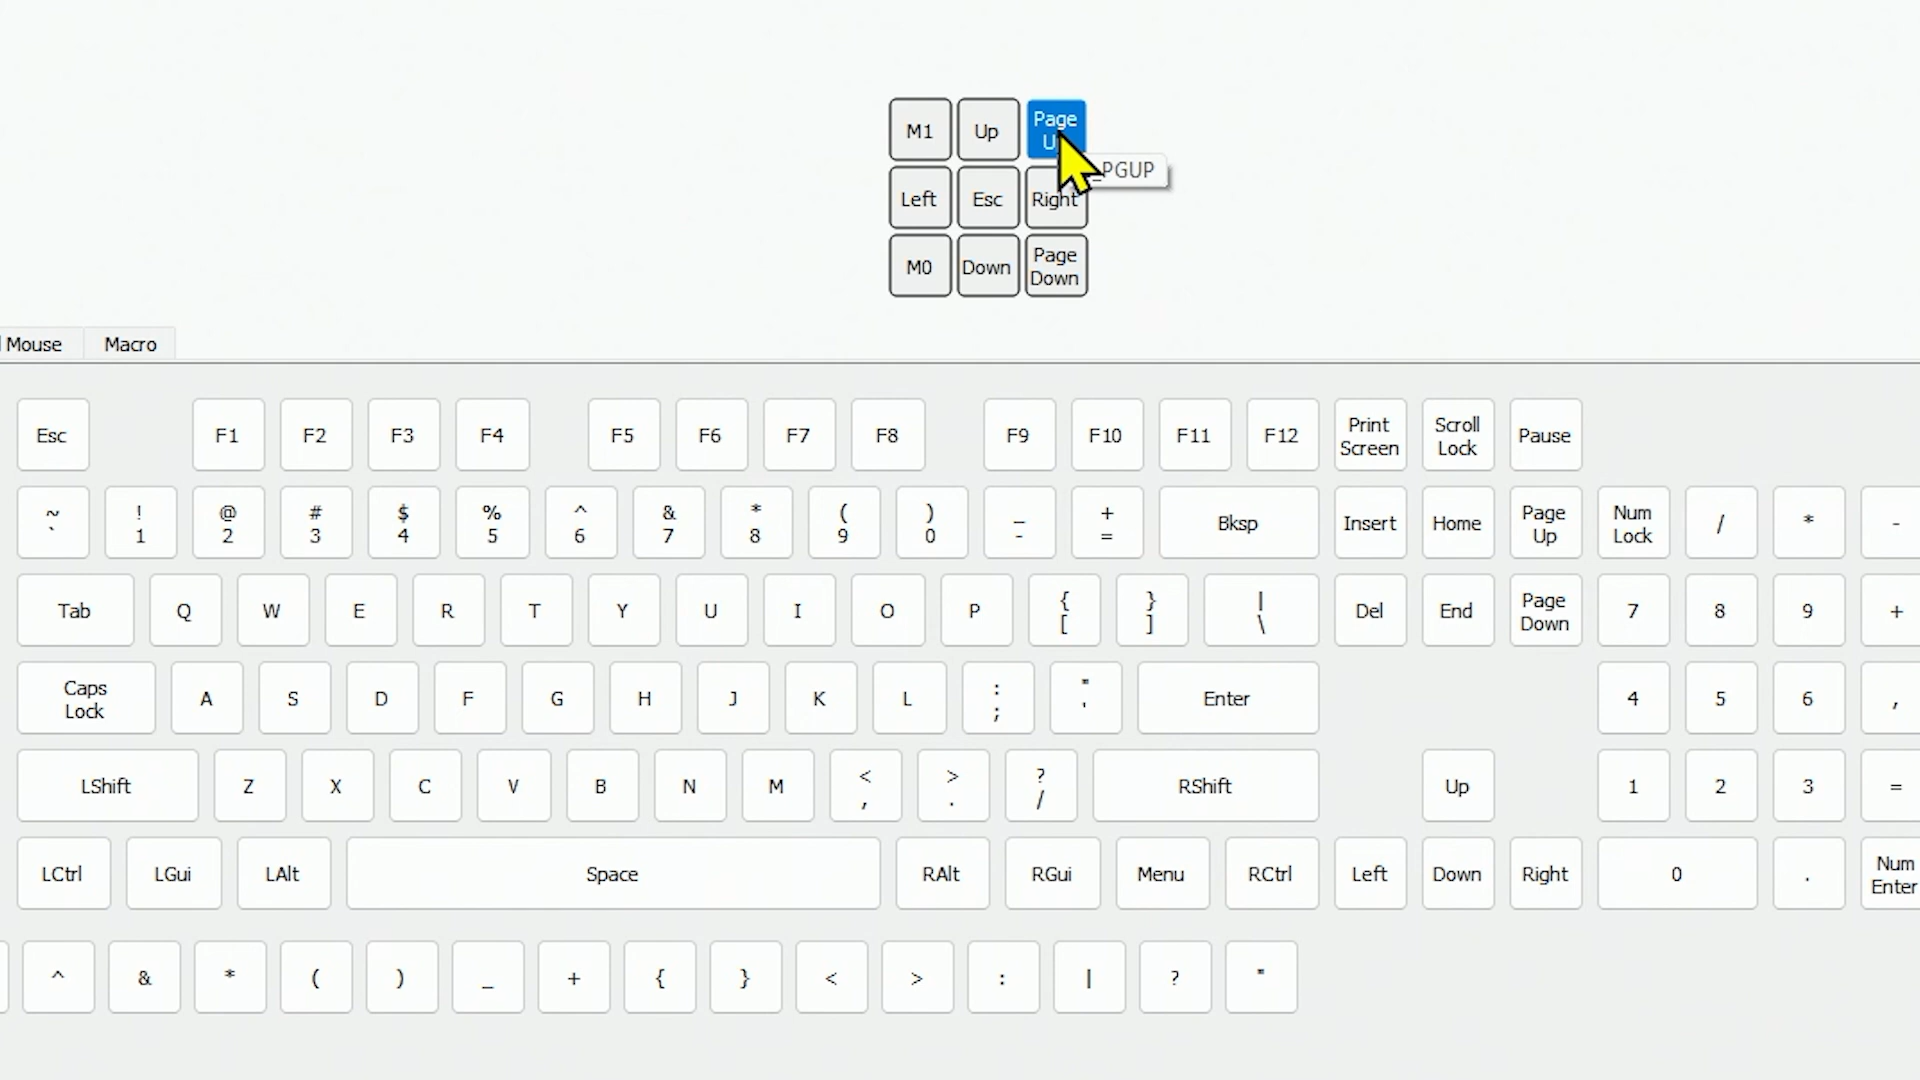 M1 Up Page
Left Esc Right
M0 Down Page
Down
_PGUP
Mouse Macro
Esc F1 F2 F3 F4 F5 F6 F7 F8 F9 F10 F11 F12 Print Screen Scroll Lock Pause
~ ! @ # $ % ^ & * ( ) _ +
` 1 2 3 4 5 6 7 8 9 0 - = Bksp Insert Home Page Up Num Lock / * -
Tab Q W E R T Y U I O P { [ } ] | \ Del End Page Down 7 8 9 +
Caps Lock A S D F G H J K L : ; " ' Enter 4 5 6 ,
LShift Z X C V B N M < , > . ? / RShift Up 1 2 3 =
LCtrl LGui LAlt Space RAlt RGui Menu RCtrl Left Down Right 0 . Num Enter
^ & * ( ) _ + { } < > : | ? "